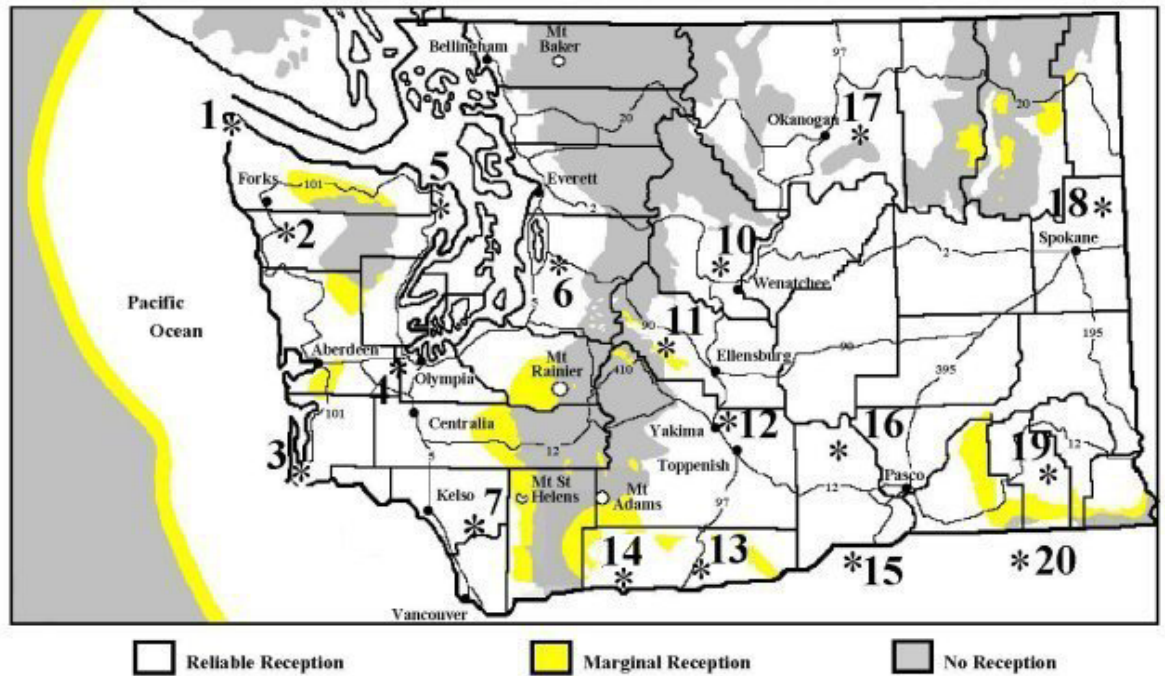 Bellingham
Mt
Baker
97
1
20
Okanogan
17
20
5
Forks
101
Everett
2
2
18
10
Spokane
Wenatchee
2
6
Pacific
Ocean
5
90
11
195
Aberdeen
Mt
Rainier
410
Ellensburg
90
395
4
Olympia
101
Centralia
Yakima
12
16
12
19
3
12
Toppenish
5
Kelso
7
Mt St
Helens
Mt
Adams
97
12
Pasco
14
13
15
20
Vancouver
Reliable Reception
Marginal Reception
No Reception